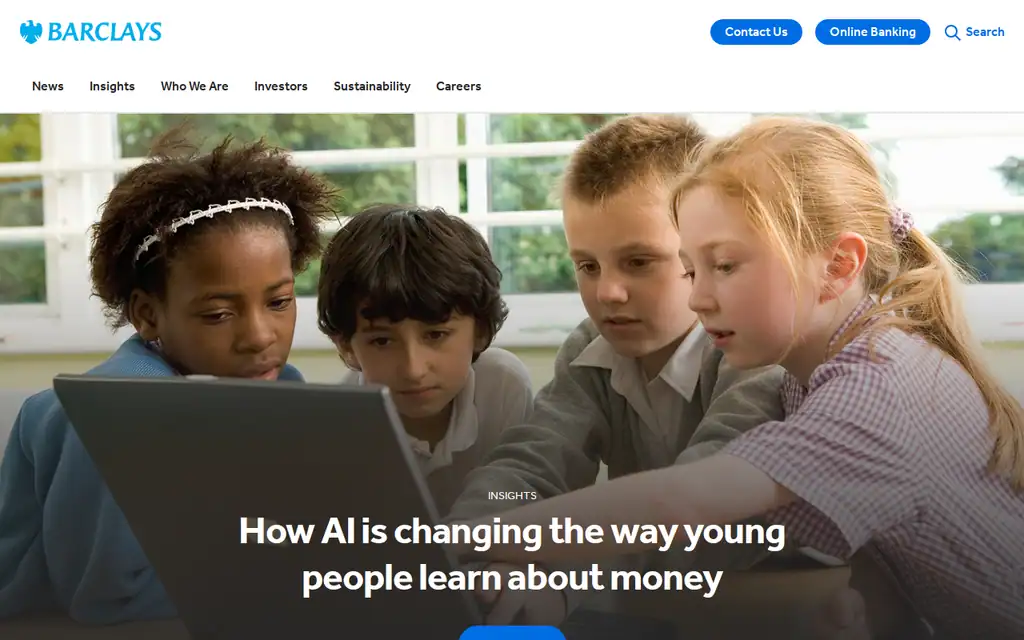 BARCLAYS
Contact Us
Online Banking
Search
News
Insights
Who We Are
Investors
Sustainability
Careers
INSIGHTS
How AI is changing the way young
people learn about money